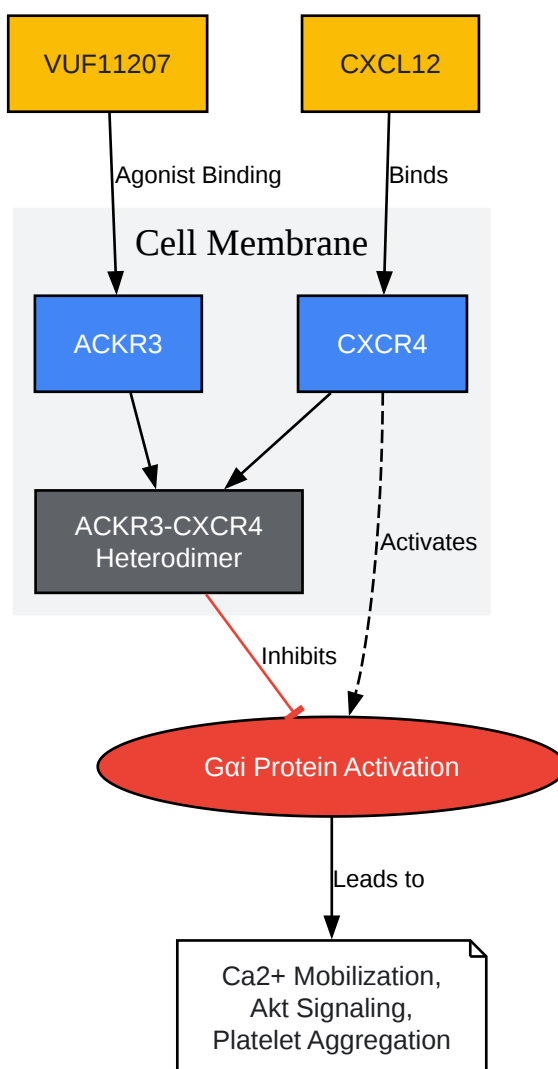 VUF11207
CXCL12
Agonist Binding
Binds
Cell Membrane
ACKR3
CXCR4
ACKR3-CXCR4
Heterodimer
Activates
Inhibits
Gαi Protein Activation
Leads to
Ca2+ Mobilization,
Akt Signaling,
Platelet Aggregation